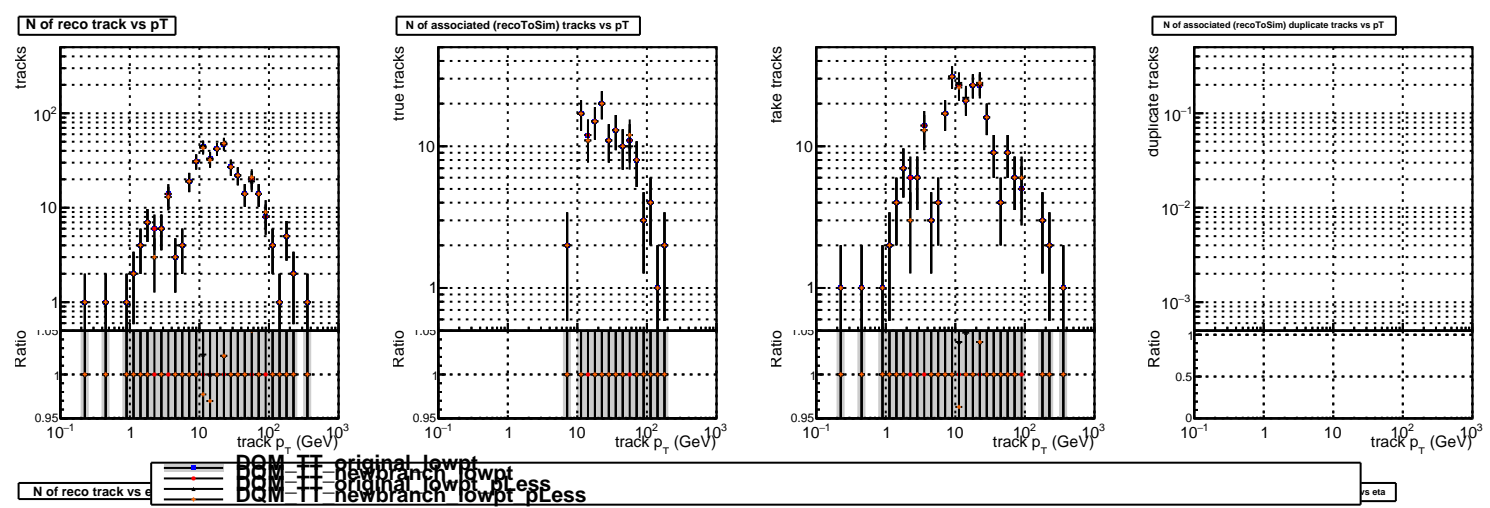 N of reco track vs pT
N of associated (recoToSim) tracks vs pT
N of associated (recoToSim) duplicate tracks vs pT
tracks
10²
10
1
1.05
Ratio
1
0.95
10⁻¹ 1 10 10² 10³
track p_T (GeV)
true tracks
10
1
1.05
Ratio
1
0.95
10⁻¹ 1 10 10² 10³
track p_T (GeV)
fake tracks
10
1
1.05
Ratio
1
0.95
10⁻¹ 1 10 10² 10³
track p_T (GeV)
duplicate tracks
10⁻¹
10⁻²
10⁻³
Ratio
1
0.5
0
10⁻¹ 1 10 10² 10³
track p_T (GeV)
DQM_TT_original_lowpt
DQM_TT_newbranch_lowpt
DQM_TT_original_lowpt_pLess
DQM_TT_newbranch_lowpt_pLess
N of reco track vs
vs eta